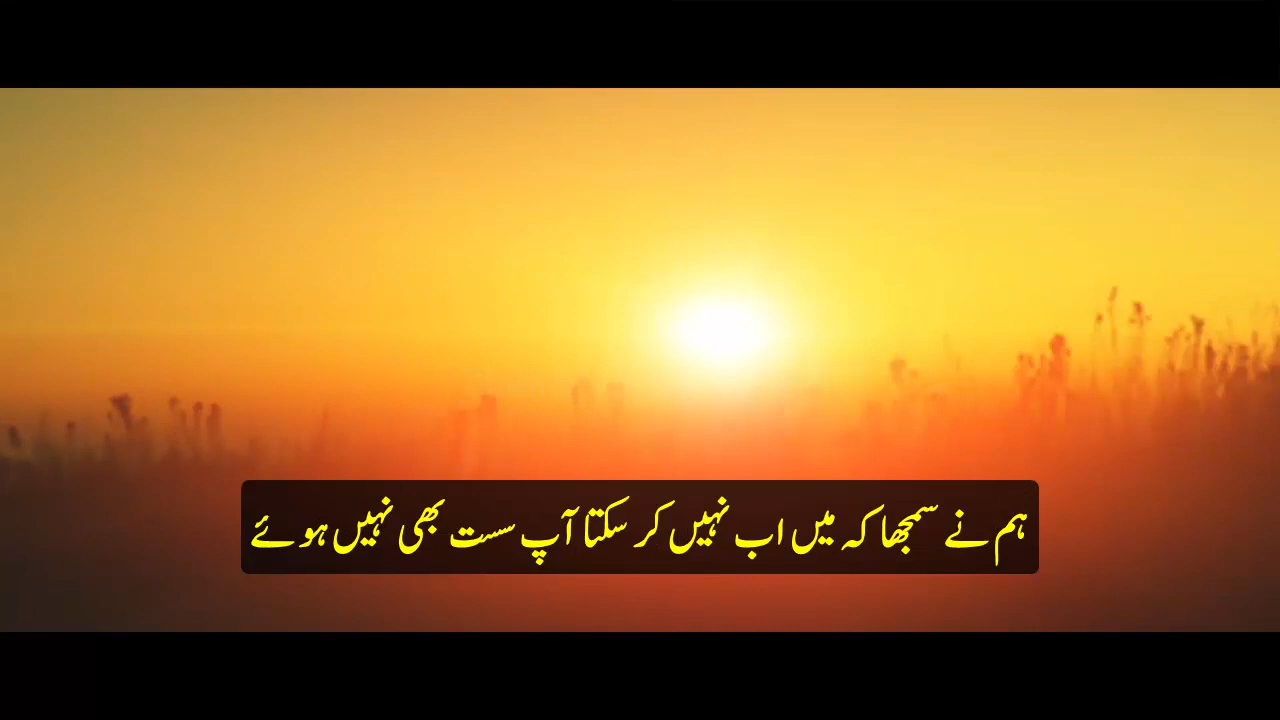 ہم نے سمجھا کہ میں اب نہیں کر سکتا آپ سست بھی نہیں ہوئے